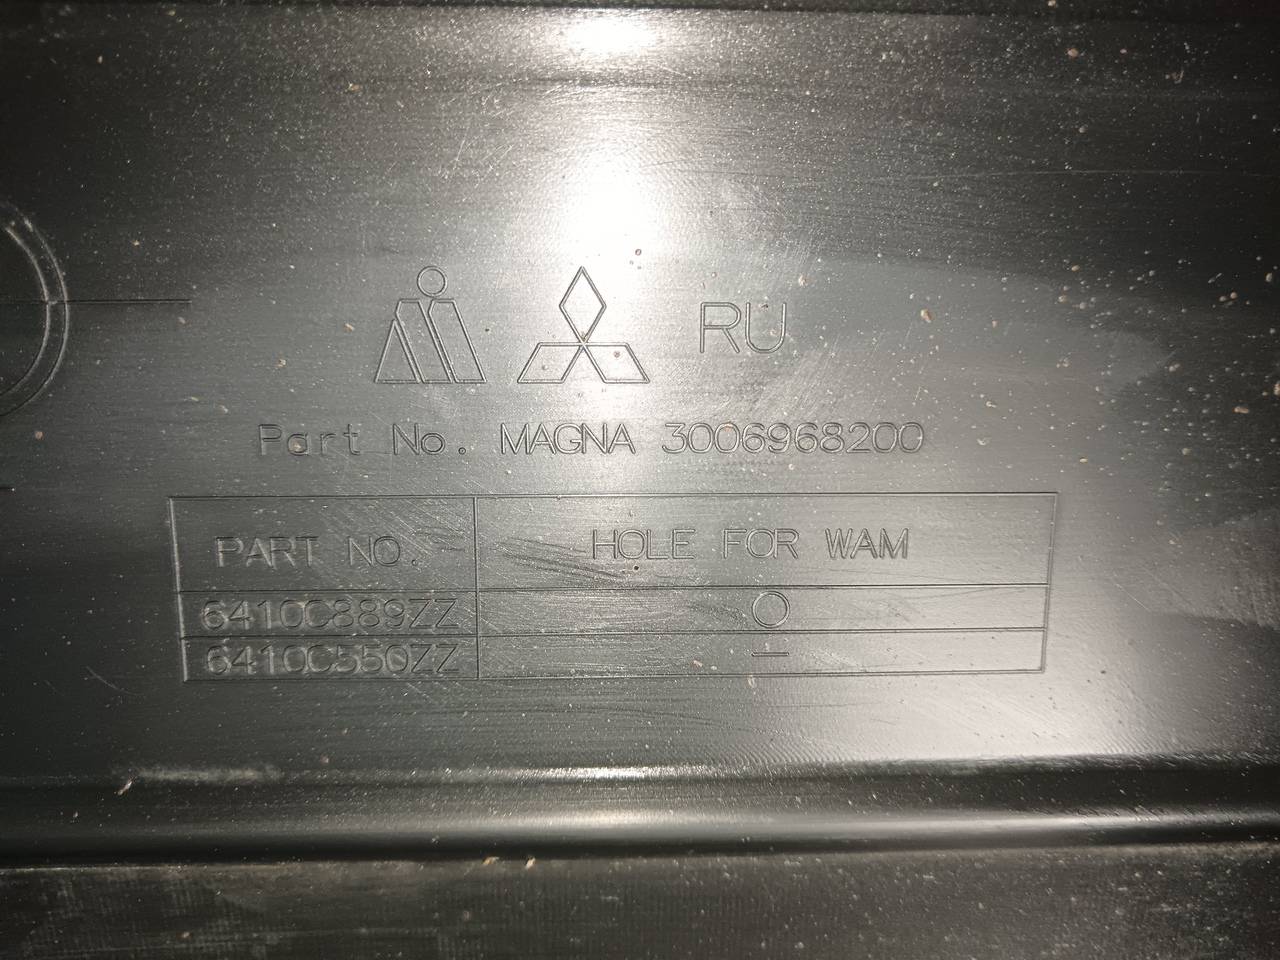 RU
Part No. MAGNA 3006968200
PART NO. HOLE FOR WAM
6410C889ZZ O
6410C550ZZ –